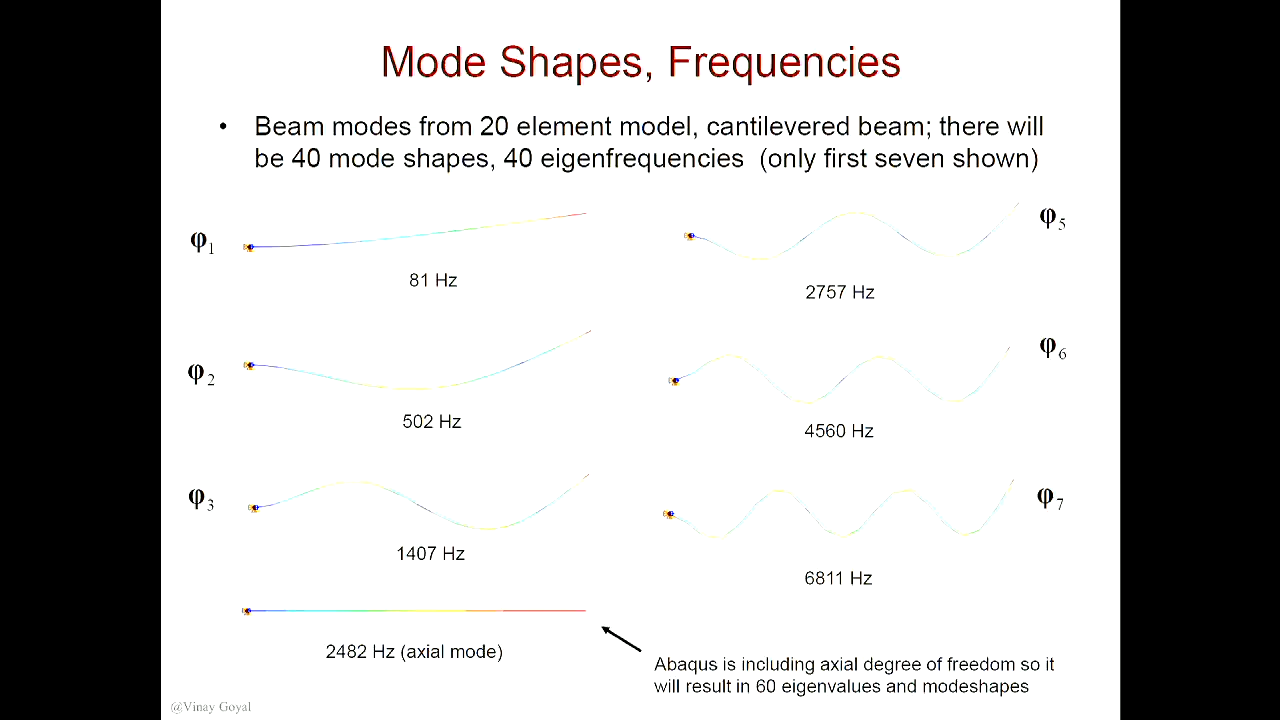 Mode Shapes, Frequencies
• Beam modes from 20 element model, cantilevered beam; there will
be 40 mode shapes, 40 eigenfrequencies (only first seven shown)
φ1
81 Hz
φ2
502 Hz
φ3
1407 Hz
2482 Hz (axial mode)
φ5
2757 Hz
φ6
4560 Hz
φ7
6811 Hz
Abaqus is including axial degree of freedom so it
will result in 60 eigenvalues and modeshapes
@Vinay Goyal